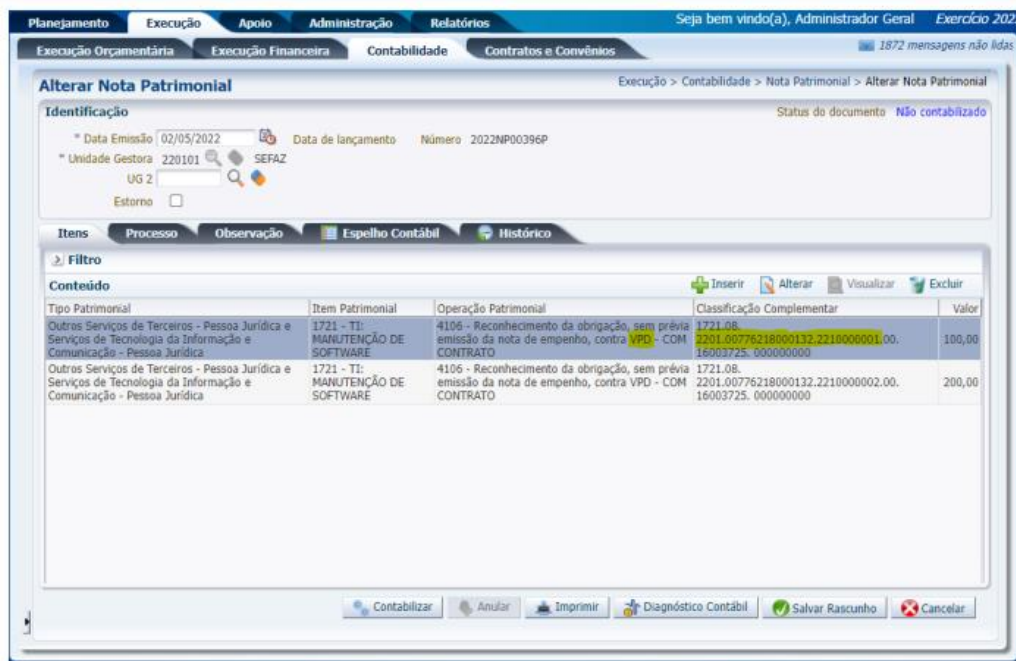 Planejamento Execução Apoio Administração Relatórios Seja bem vindo(a), Administrador Geral Exercício 202
Execução Orçamentária Execução Financeira Contabilidade Contratos e Convênios 1872 mensagens não lidas
Alterar Nota Patrimonial Execução > Contabilidade > Nota Patrimonial > Alterar Nota Patrimonial
Identificação Status do documento Não contabilizado
* Data Emissão 02/05/2022 Data de lançamento Número 2022NP00396P
* Unidade Gestora 220101 SEFAZ
UG 2
Estorno
Itens Processo Observação Espelho Contábil Histórico
> Filtro
Conteúdo Inserir Alterar Visualizar Excluir
Tipo Patrimonial Item Patrimonial Operação Patrimonial Classificação Complementar Valor
Outros Serviços de Terceiros - Pessoa Jurídica e 1721 - TI: 4106 - Reconhecimento da obrigação, sem prévia 1721.08.
Serviços de Tecnologia da Informação e MANUTENÇÃO DE emissão da nota de empenho, contra VPD - COM 2201.00776218000132.2210000001.00. 100,00
Comunicação - Pessoa Jurídica SOFTWARE CONTRATO 16003725. 000000000
Outros Serviços de Terceiros - Pessoa Jurídica e 1721 - TI: 4106 - Reconhecimento da obrigação, sem prévia 1721.08.
Serviços de Tecnologia da Informação e MANUTENÇÃO DE emissão da nota de empenho, contra VPD - COM 2201.00776218000132.2210000002.00. 200,00
Comunicação - Pessoa Jurídica SOFTWARE CONTRATO 16003725. 000000000
Contabilizar Anular Imprimir Diagnóstico Contábil Salvar Rascunho Cancelar